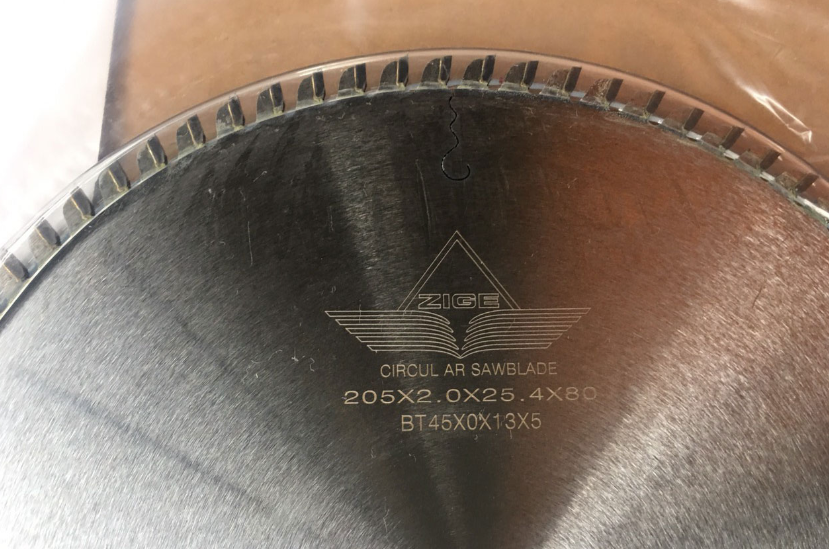 ZIGE
CIRCUL AR SAWBLADE
205X2.0X25.4X80
BT45X0X13X5